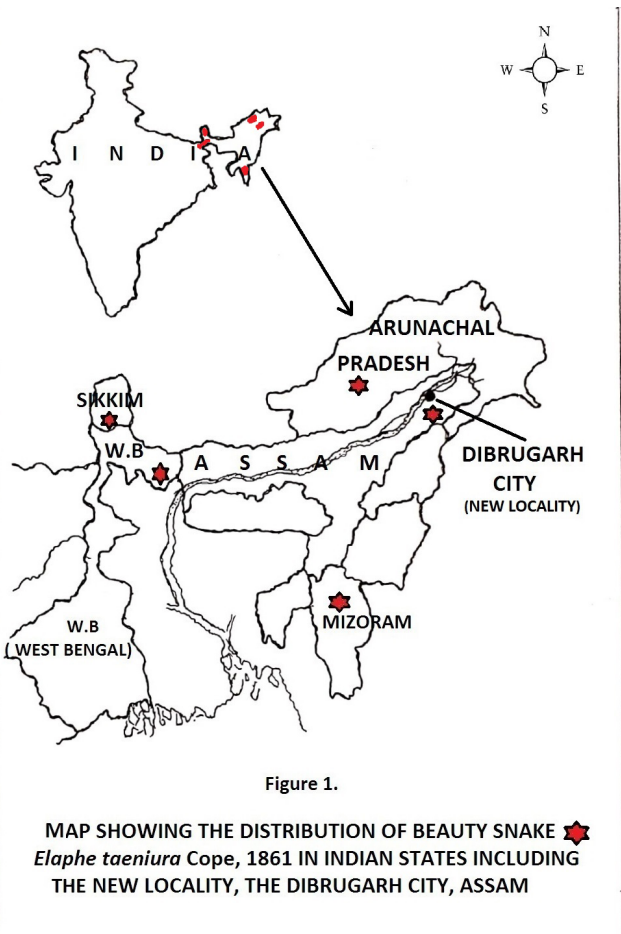 N
W E
S
I N D I A
ARUNACHAL
PRADESH
SIKKIM
W.B
A S S A M
DIBRUGARH
CITY
(NEW LOCALITY)
MIZORAM
W.B
( WEST BENGAL)
Figure 1.
MAP SHOWING THE DISTRIBUTION OF BEAUTY SNAKE
Elaphe taeniura Cope, 1861 IN INDIAN STATES INCLUDING
THE NEW LOCALITY, THE DIBRUGARH CITY, ASSAM